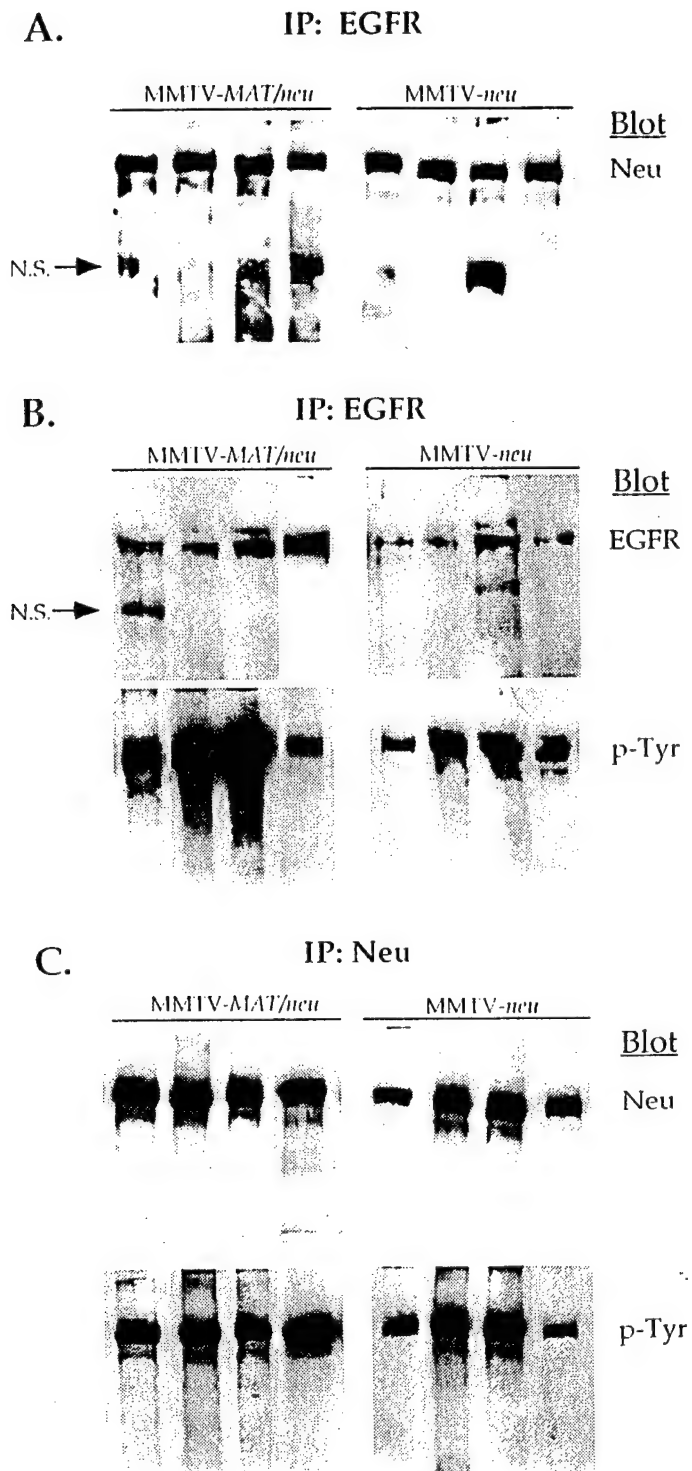 A. IP: EGFR
MMTV-MAT/neu MMTV-neu
Blot
Neu
N.S.
B. IP: EGFR
MMTV-MAT/neu MMTV-neu
Blot
EGFR
N.S.
p-Tyr
C. IP: Neu
MMTV-MAT/neu MMTV-neu
Blot
Neu
p-Tyr